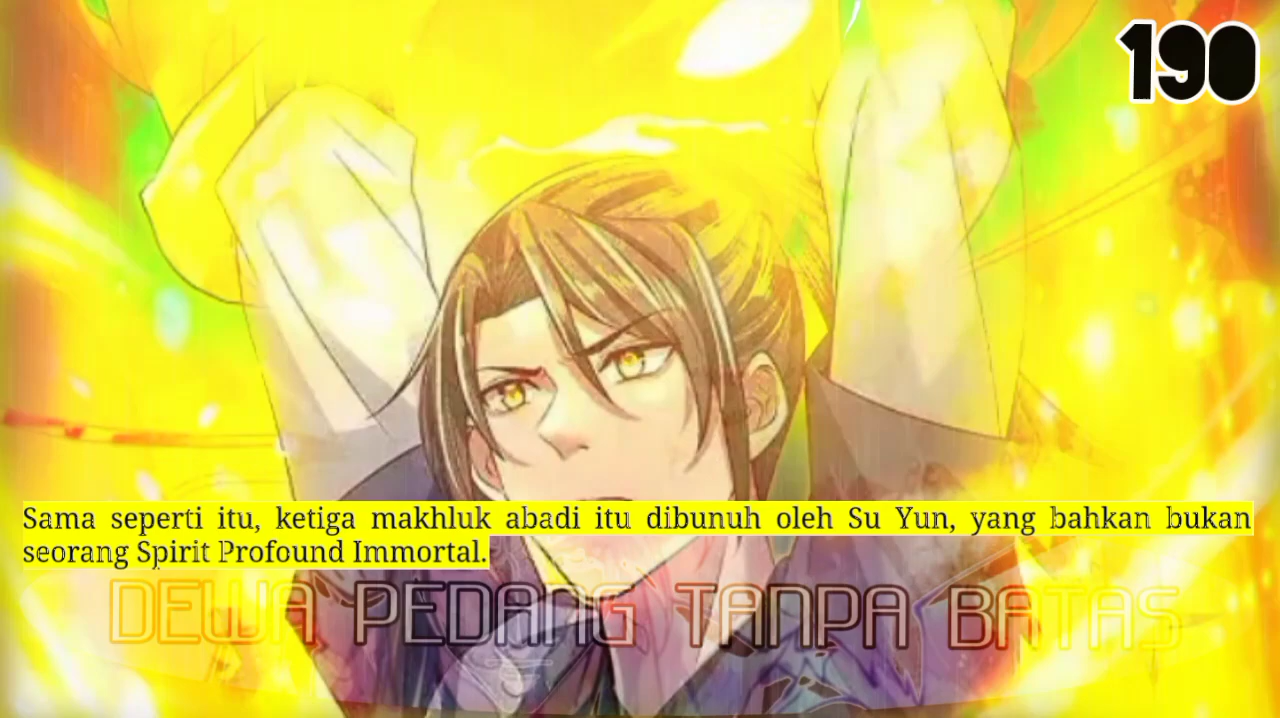 190
Sama seperti itu, ketiga makhluk abadi itu dibunuh oleh Su Yun, yang bahkan bukan
seorang Spirit Profound Immortal.
DEWA PEDANG TANPA BATAS